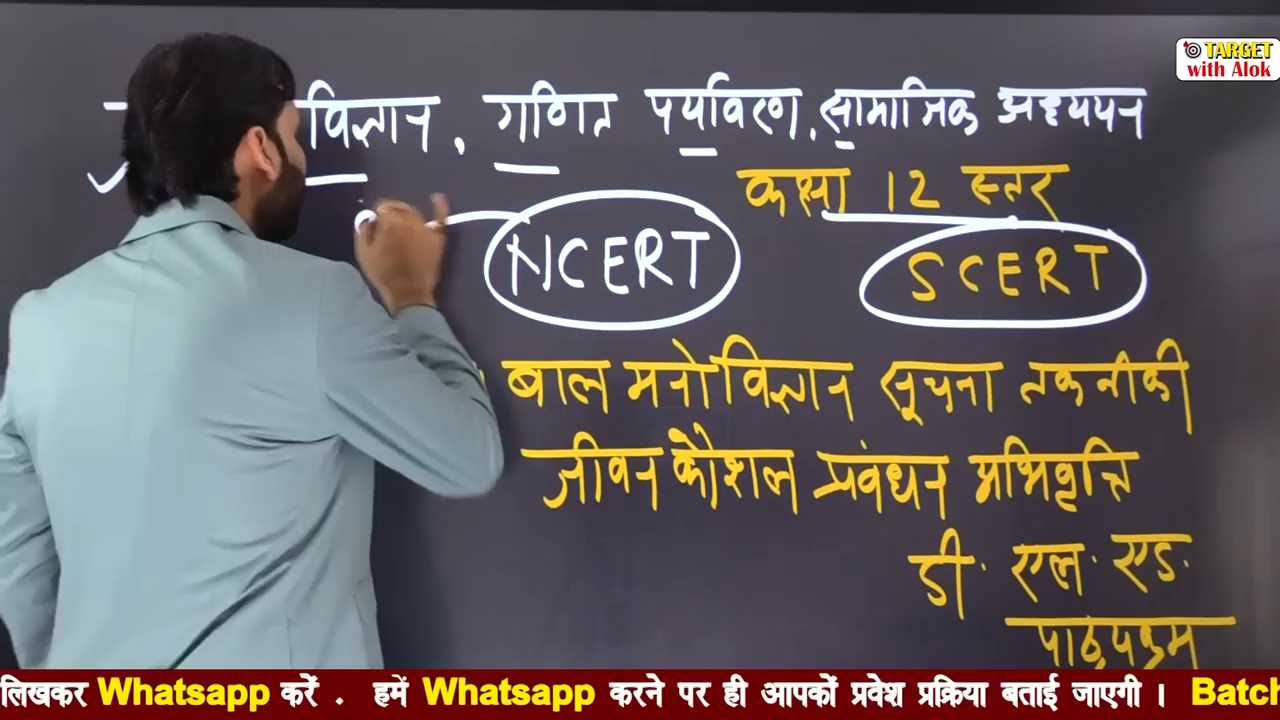 TARGET
with Alok
विज्ञान, गणित पर्यावरण, सामाजिक अध्ययन
कक्षा 12 स्तर
NCERT SCERT
बाल मनोविज्ञान सूचना तकनीकी
जीवन कौशल प्रबंधन अभिवृत्ति
डी. एल. एड.
पाठ्यक्रम
लिखकर Whatsapp करें . हमें Whatsapp करने पर ही आपकों प्रवेश प्रक्रिया बताई जाएगी । Batch